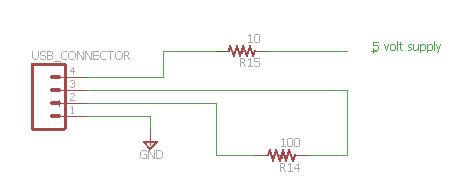 10
5 volt supply
USB_CONNECTOR
R15
4
3
2
1
100
GND
R14